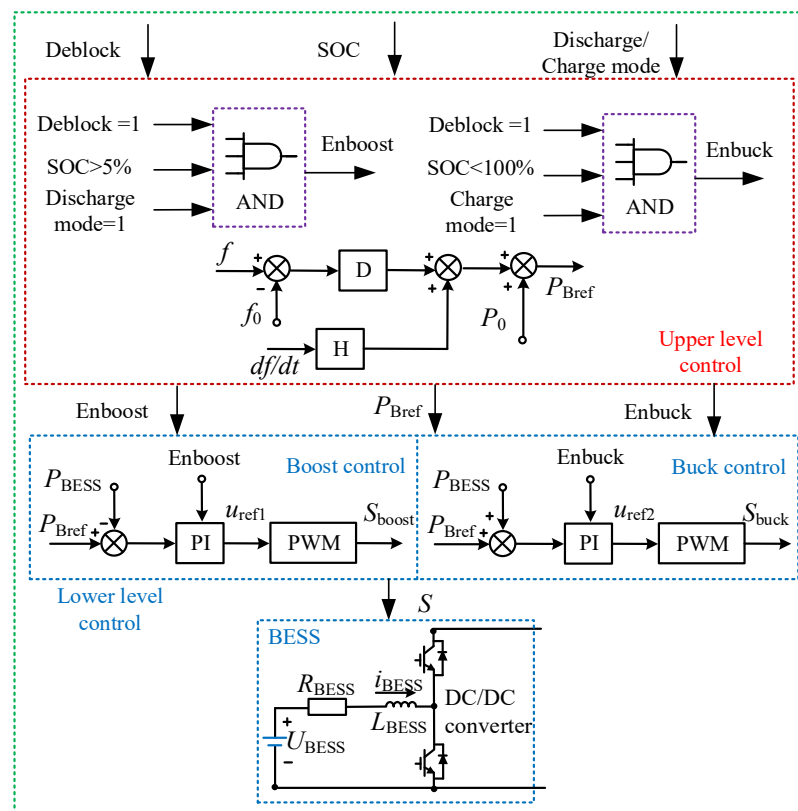 Deblock
SOC
Discharge/
Charge mode
Deblock =1
SOC>5%
Discharge
mode=1
AND
Enboost
Deblock =1
SOC<100%
Charge
mode=1
AND
Enbuck
f
+
−
f0
D
+
+
df/dt
H
+
+
P0
PBref
Upper level
control
Enboost
PBref
Enbuck
Enboost
Boost control
PBESS
−
PBref
+
PI
uref1
PWM
Sboost
Enbuck
Buck control
PBESS
+
PBref
+
PI
uref2
PWM
Sbuck
Lower level
control
S
BESS
RBESS
iBESS
LBESS
DC/DC
converter
+
UBESS
−